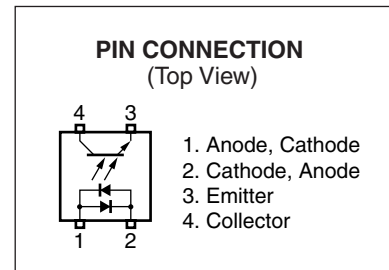 PIN CONNECTION
(Top View)
4 3
1 2
1. Anode, Cathode
2. Cathode, Anode
3. Emitter
4. Collector